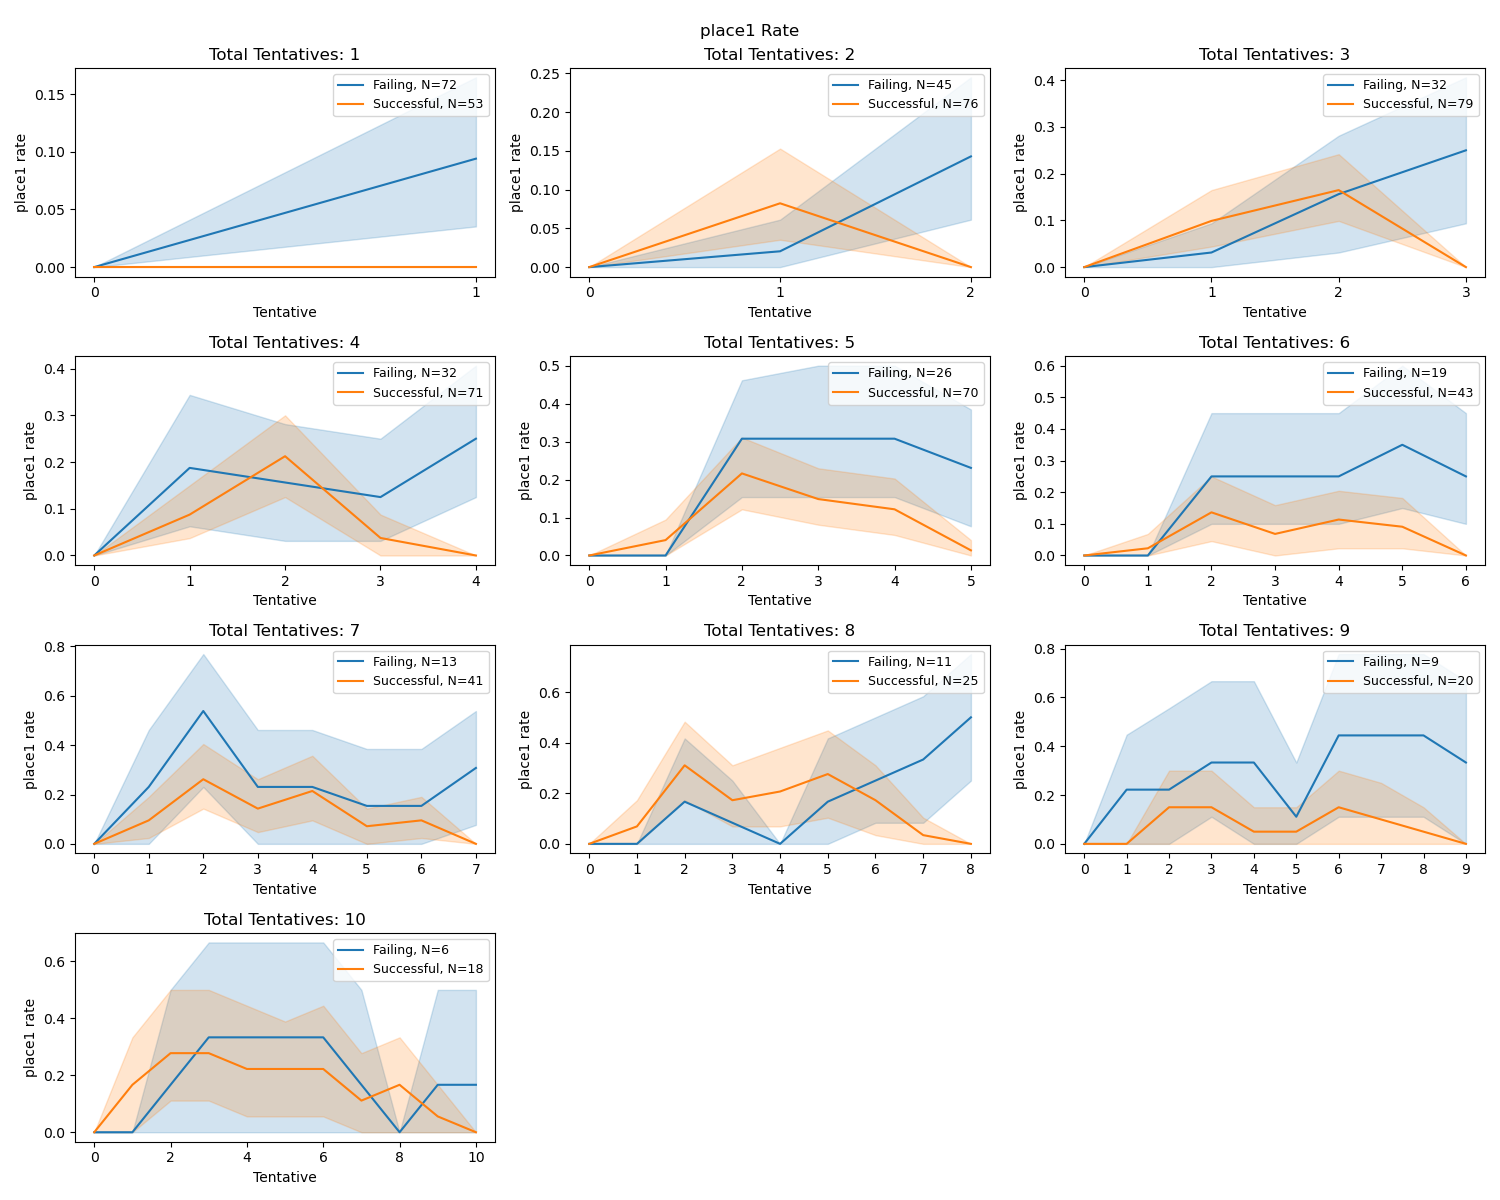 place1 Rate
Total Tentatives: 1
Failing, N=72
Successful, N=53
0.15
0.10
0.05
0.00
place1 rate
0 1
Tentative
Total Tentatives: 2
Failing, N=45
Successful, N=76
0.25
0.20
0.15
0.10
0.05
0.00
place1 rate
0 1 2
Tentative
Total Tentatives: 3
Failing, N=32
Successful, N=79
0.4
0.3
0.2
0.1
0.0
place1 rate
0 1 2 3
Tentative
Total Tentatives: 4
Failing, N=32
Successful, N=71
0.4
0.3
0.2
0.1
0.0
place1 rate
0 1 2 3 4
Tentative
Total Tentatives: 5
Failing, N=26
Successful, N=70
0.5
0.4
0.3
0.2
0.1
0.0
place1 rate
0 1 2 3 4 5
Tentative
Total Tentatives: 6
Failing, N=19
Successful, N=43
0.6
0.5
0.4
0.3
0.2
0.1
0.0
place1 rate
0 1 2 3 4 5 6
Tentative
Total Tentatives: 7
Failing, N=13
Successful, N=41
0.8
0.6
0.4
0.2
0.0
place1 rate
0 1 2 3 4 5 6 7
Tentative
Total Tentatives: 8
Failing, N=11
Successful, N=25
0.6
0.4
0.2
0.0
place1 rate
0 1 2 3 4 5 6 7 8
Tentative
Total Tentatives: 9
Failing, N=9
Successful, N=20
0.8
0.6
0.4
0.2
0.0
place1 rate
0 1 2 3 4 5 6 7 8 9
Tentative
Total Tentatives: 10
Failing, N=6
Successful, N=18
0.6
0.4
0.2
0.0
place1 rate
0 2 4 6 8 10
Tentative